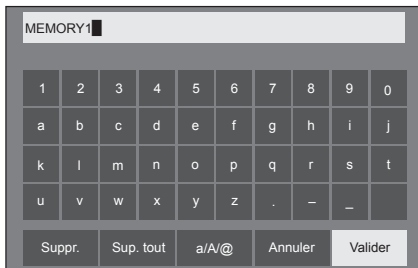 MEMORY1
1 2 3 4 5 6 7 8 9 0
a b c d e f g h i j
k l m n o p q r s t
u v w x y z . – _
Suppr. Sup. tout a/A/@ Annuler Valider